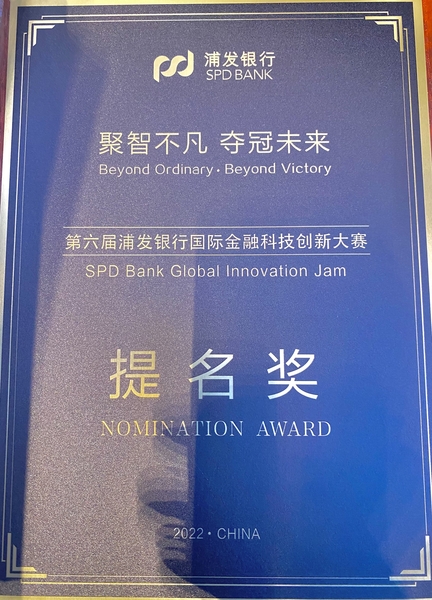 浦发银行
SPD BANK
聚智不凡 夺冠未来
Beyond Ordinary · Beyond Victory
第六届浦发银行国际金融科技创新大赛
SPD Bank Global Innovation Jam
提名奖
NOMINATION AWARD
2022 · CHINA